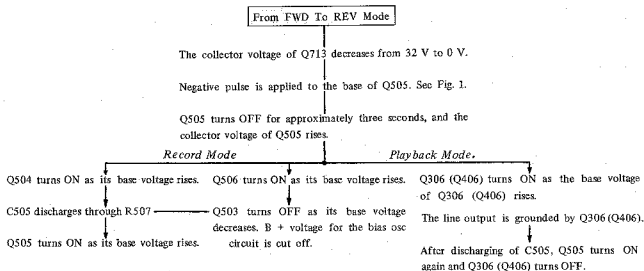 From FWD To REV Mode
The collector voltage of Q713 decreases from 32 V to 0 V.
Negative pulse is applied to the base of Q505. See Fig. 1.
Q505 turns OFF for approximately three seconds, and the
collector voltage of Q505 rises.
Record Mode
Playback Mode.
Q504 turns ON as its base voltage rises.
C505 discharges through R507
Q505 turns ON as its base voltage rises.
Q506 turns ON as its base voltage rises.
Q503 turns OFF as its base voltage
decreases. B + voltage for the bias osc
circuit is cut off.
Q306 (Q406) turns ON as the base voltage
of Q306 (Q406) rises.
The line output is grounded by Q306 (Q406).
After discharging of C505, Q505 turns ON
again and Q306 (Q406) turns OFF.